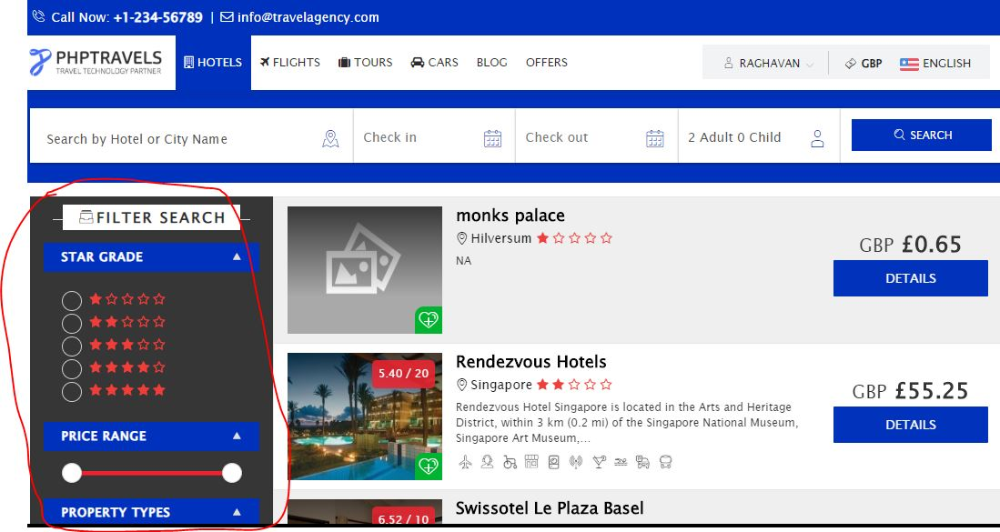 Call Now: +1-234-56789 | info@travelagency.com
PHPTRAVELS
TRAVEL TECHNOLOGY PARTNER
HOTELS
FLIGHTS
TOURS
CARS
BLOG
OFFERS
RAGHAVAN
GBP
ENGLISH
Search by Hotel or City Name
Check in
Check out
2 Adult 0 Child
SEARCH
FILTER SEARCH
STAR GRADE
PRICE RANGE
PROPERTY TYPES
monks palace
Hilversum
NA
GBP £0.65
DETAILS
5.40 / 20
Rendezvous Hotels
Singapore
Rendezvous Hotel Singapore is located in the Arts and Heritage
District, within 3 km (0.2 mi) of the Singapore National Museum,
Singapore Art Museum,...
GBP £55.25
DETAILS
6.52 / 10
Swissotel Le Plaza Basel